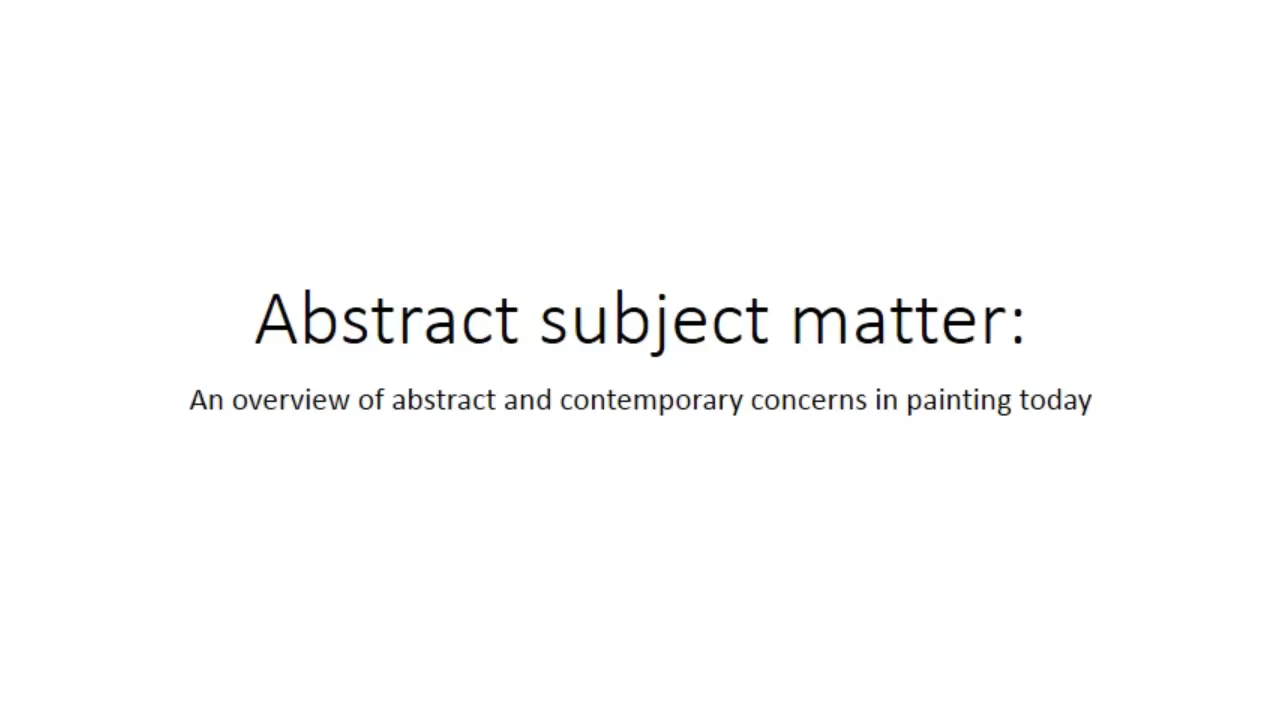 Abstract subject matter:
An overview of abstract and contemporary concerns in painting today